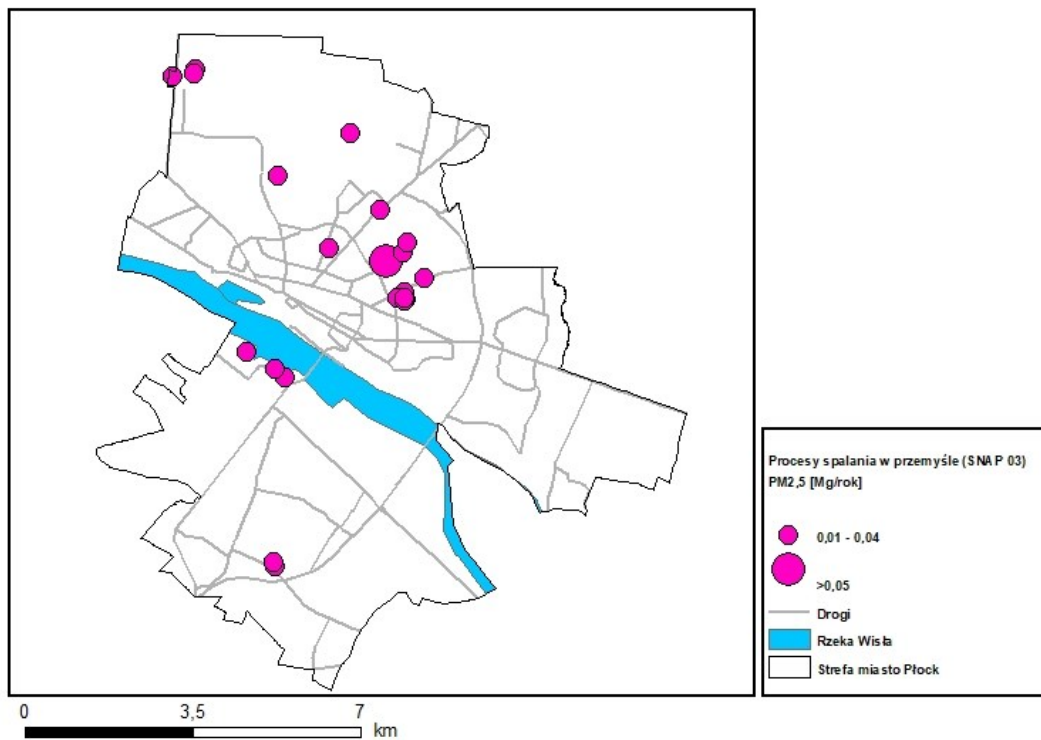 Procesy spalania w przemyśle (SNAP 03)
PM2,5 [Mg/rok]
0,01 - 0,04
>0,05
Drogi
Rzeka Wisła
Strefa miasto Płock
0 3,5 7
km